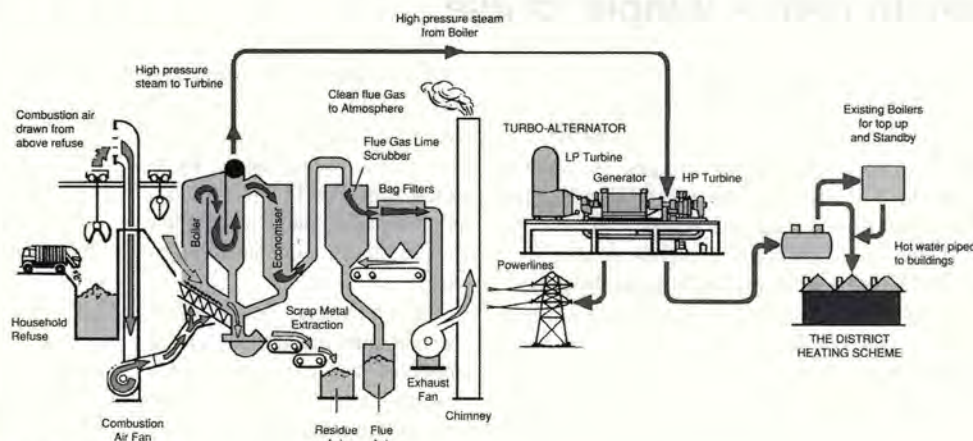 High pressure steam
from Boiler
High pressure
steam to Turbine
Clean flue Gas
to Atmosphere
Combustion air
drawn from
above refuse
Existing Boilers
for top up
and Standby
TURBO-ALTERNATOR
Flue Gas Lime
Scrubber
LP Turbine
Generator
HP Turbine
Bag Filters
Boiler
Economiser
Hot water piped
to buildings
Powerlines
Household
Refuse
Scrap Metal
Extraction
THE DISTRICT
HEATING SCHEME
Exhaust
Fan
Chimney
Combustion
Air Fan
Residue
Flue